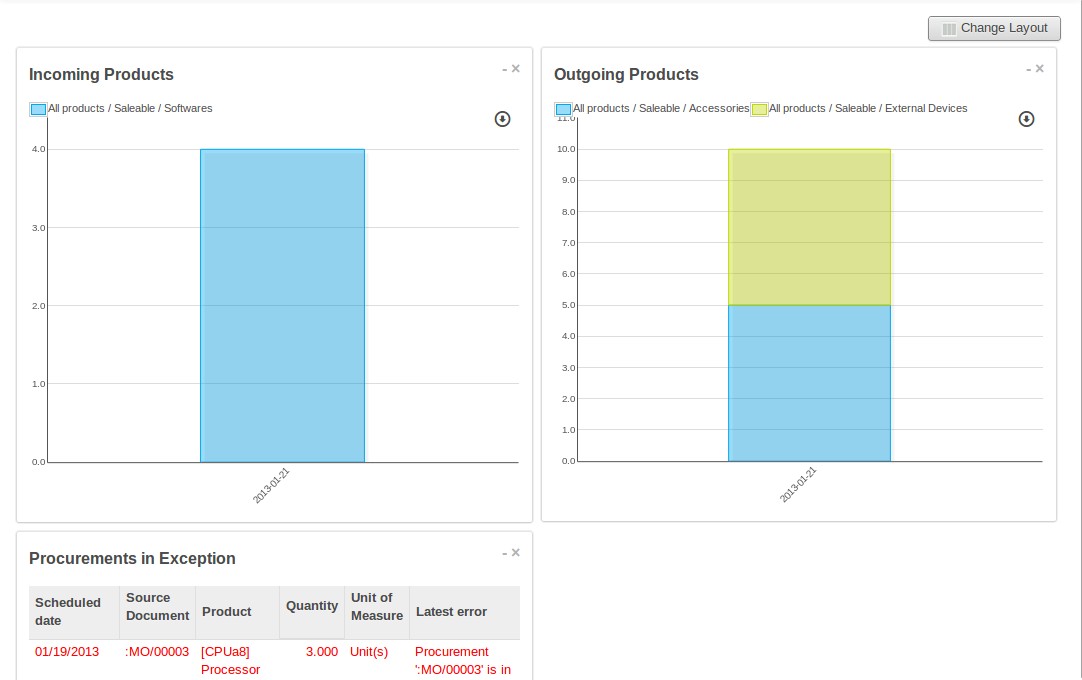 Change Layout
Incoming Products
- ×
All products / Saleable / Softwares
4.0
3.0
2.0
1.0
0.0
2013-01-21
Outgoing Products
- ×
All products / Saleable / Accessories All products / Saleable / External Devices
11.0
10.0
9.0
8.0
7.0
6.0
5.0
4.0
3.0
2.0
1.0
0.0
2013-01-21
Procurements in Exception
- ×
Scheduled date
Source Document
Product
Quantity
Unit of Measure
Latest error
01/19/2013 :MO/00003 [CPUa8] 3.000 Unit(s) Procurement
Processor ':MO/00003' is in